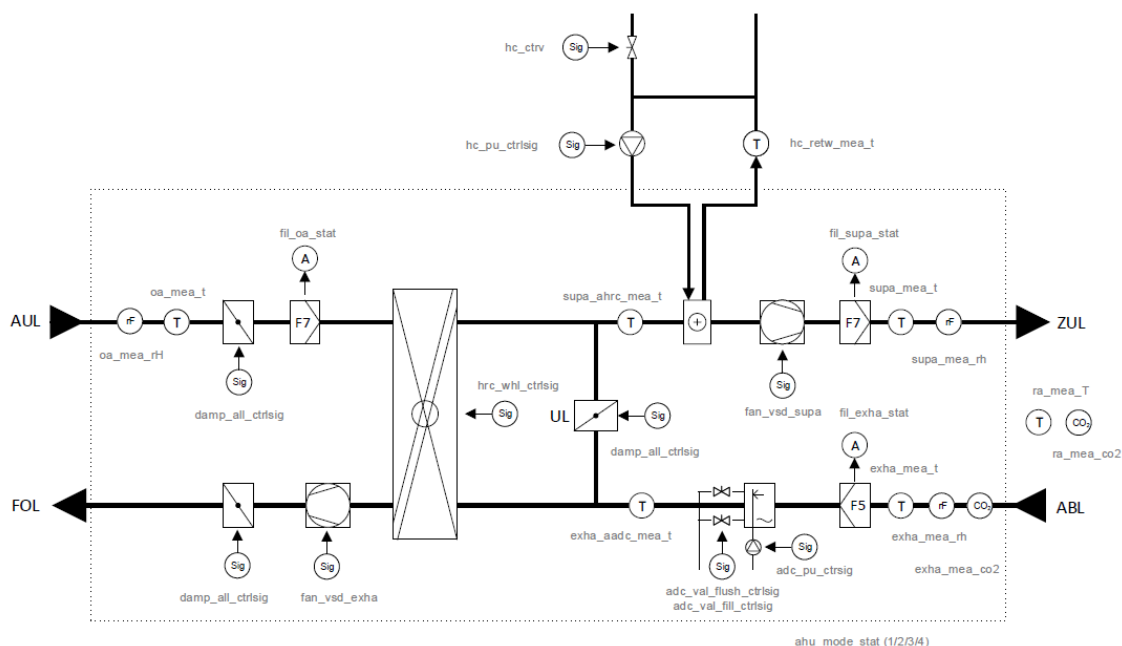 hc_ctrv
Sig
hc_pu_ctrlsig
Sig
T
hc_retw_mea_t
fil_oa_stat
A
fil_supa_stat
A
oa_mea_t
supa_ahrc_mea_t
supa_mea_t
AUL
rF
T
F7
T
+
F7
T
rF
ZUL
oa_mea_rH
supa_mea_rh
Sig
hrc_whl_ctrlsig
Sig
Sig
damp_all_ctrlsig
fan_vsd_supa
ra_mea_T
UL
Sig
fil_exha_stat
T
CO₂
damp_all_ctrlsig
A
ra_mea_co2
exha_mea_t
FOL
T
F5
T
rF
CO₂
ABL
exha_aadc_mea_t
exha_mea_rh
Sig
Sig
Sig
Sig
adc_pu_ctrsig
exha_mea_co2
damp_all_ctrlsig
fan_vsd_exha
adc_val_flush_ctrlsig
adc_val_fill_ctrlsig
ahu_mode_stat (1/2/3/4)